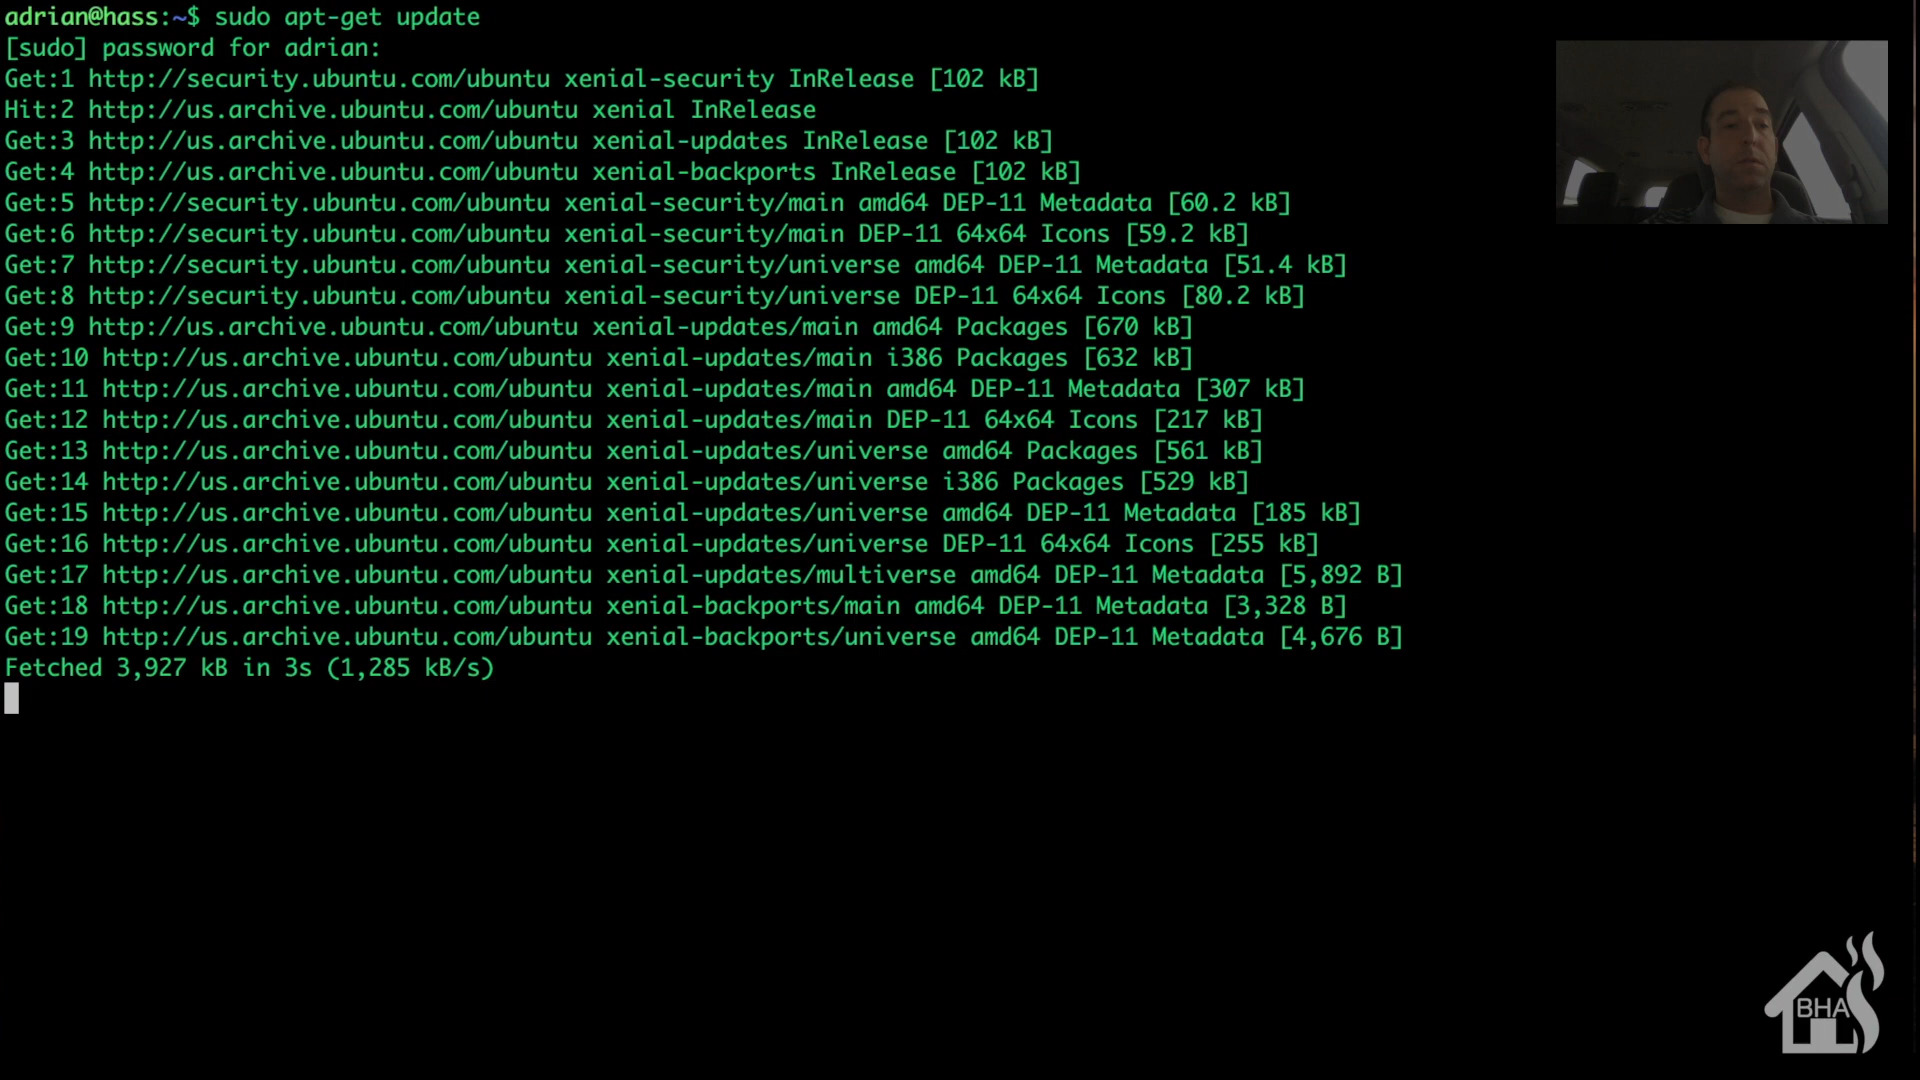 adrian@hass:~$ sudo apt-get update
[sudo] password for adrian:
Get:1 http://security.ubuntu.com/ubuntu xenial-security InRelease [102 kB]
Hit:2 http://us.archive.ubuntu.com/ubuntu xenial InRelease
Get:3 http://us.archive.ubuntu.com/ubuntu xenial-updates InRelease [102 kB]
Get:4 http://us.archive.ubuntu.com/ubuntu xenial-backports InRelease [102 kB]
Get:5 http://security.ubuntu.com/ubuntu xenial-security/main amd64 DEP-11 Metadata [60.2 kB]
Get:6 http://security.ubuntu.com/ubuntu xenial-security/main DEP-11 64x64 Icons [59.2 kB]
Get:7 http://security.ubuntu.com/ubuntu xenial-security/universe amd64 DEP-11 Metadata [51.4 kB]
Get:8 http://security.ubuntu.com/ubuntu xenial-security/universe DEP-11 64x64 Icons [80.2 kB]
Get:9 http://us.archive.ubuntu.com/ubuntu xenial-updates/main amd64 Packages [670 kB]
Get:10 http://us.archive.ubuntu.com/ubuntu xenial-updates/main i386 Packages [632 kB]
Get:11 http://us.archive.ubuntu.com/ubuntu xenial-updates/main amd64 DEP-11 Metadata [307 kB]
Get:12 http://us.archive.ubuntu.com/ubuntu xenial-updates/main DEP-11 64x64 Icons [217 kB]
Get:13 http://us.archive.ubuntu.com/ubuntu xenial-updates/universe amd64 Packages [561 kB]
Get:14 http://us.archive.ubuntu.com/ubuntu xenial-updates/universe i386 Packages [529 kB]
Get:15 http://us.archive.ubuntu.com/ubuntu xenial-updates/universe amd64 DEP-11 Metadata [185 kB]
Get:16 http://us.archive.ubuntu.com/ubuntu xenial-updates/universe DEP-11 64x64 Icons [255 kB]
Get:17 http://us.archive.ubuntu.com/ubuntu xenial-updates/multiverse amd64 DEP-11 Metadata [5,892 B]
Get:18 http://us.archive.ubuntu.com/ubuntu xenial-backports/main amd64 DEP-11 Metadata [3,328 B]
Get:19 http://us.archive.ubuntu.com/ubuntu xenial-backports/universe amd64 DEP-11 Metadata [4,676 B]
Fetched 3,927 kB in 3s (1,285 kB/s)
BHA